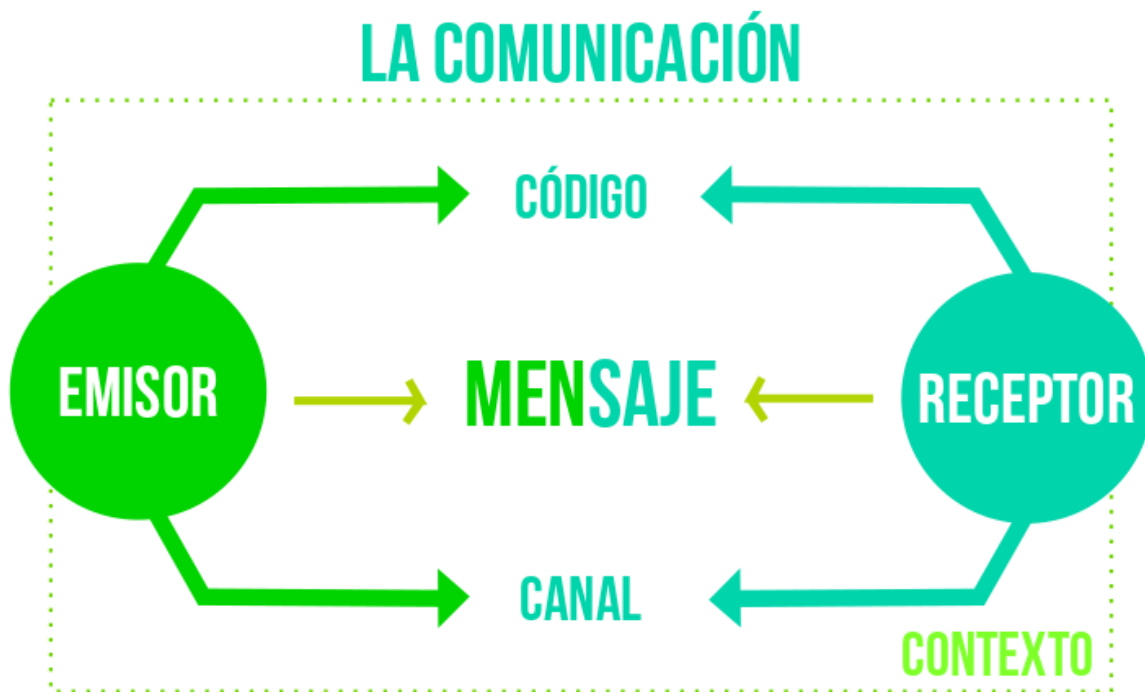 LA COMUNICACIÓN
CÓDIGO
EMISOR
MENSAJE
RECEPTOR
CANAL
CONTEXTO